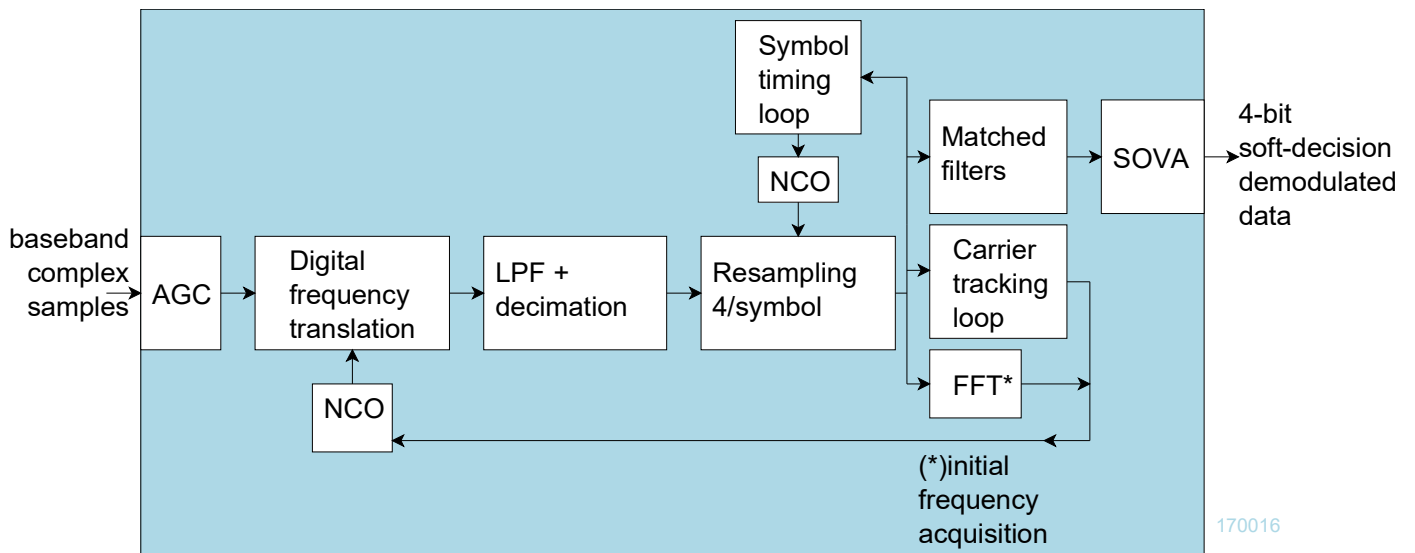 baseband
complex
samples
AGC
Digital
frequency
translation
NCO
LPF +
decimation
Resampling
4/symbol
Symbol
timing
loop
NCO
Matched
filters
SOVA
4-bit
soft-decision
demodulated
data
Carrier
tracking
loop
FFT*
(*)initial
frequency
acquisition
170016